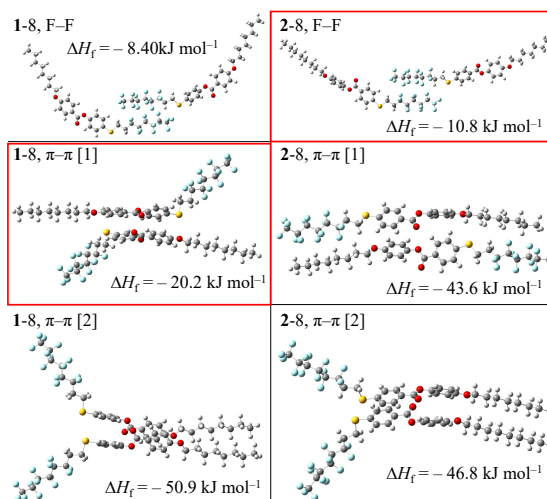 1-8, F–F
ΔHf = – 8.40kJ mol–1
2-8, F–F
ΔHf = – 10.8 kJ mol–1
1-8, π–π [1]
ΔHf = – 20.2 kJ mol–1
2-8, π–π [1]
ΔHf = – 43.6 kJ mol–1
1-8, π–π [2]
ΔHf = – 50.9 kJ mol–1
2-8, π–π [2]
ΔHf = – 46.8 kJ mol–1